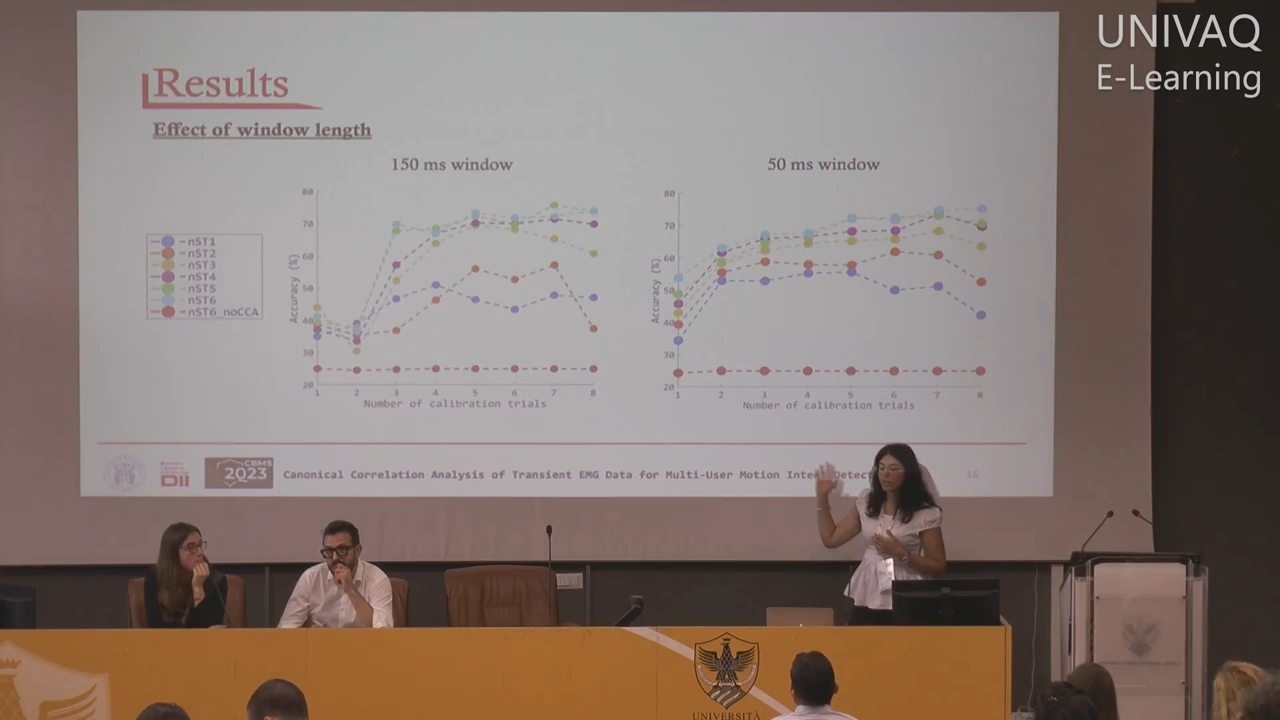 UNIVAQ
E-Learning
Results
Effect of window length
150 ms window
50 ms window
nST1
nST2
nST3
nST4
nST5
nST6
nST6_noCCA
Accuracy (%)
80
70
60
50
40
30
20
1 2 3 4 5 6 7 8
Number of calibration trials
Accuracy (%)
80
70
60
50
40
30
20
1 2 3 4 5 6 7 8
Number of calibration trials
DII
CBMS
2023
Canonical Correlation Analysis of Transient EMG Data for Multi-User Motion
16
UNIVERSITÀ